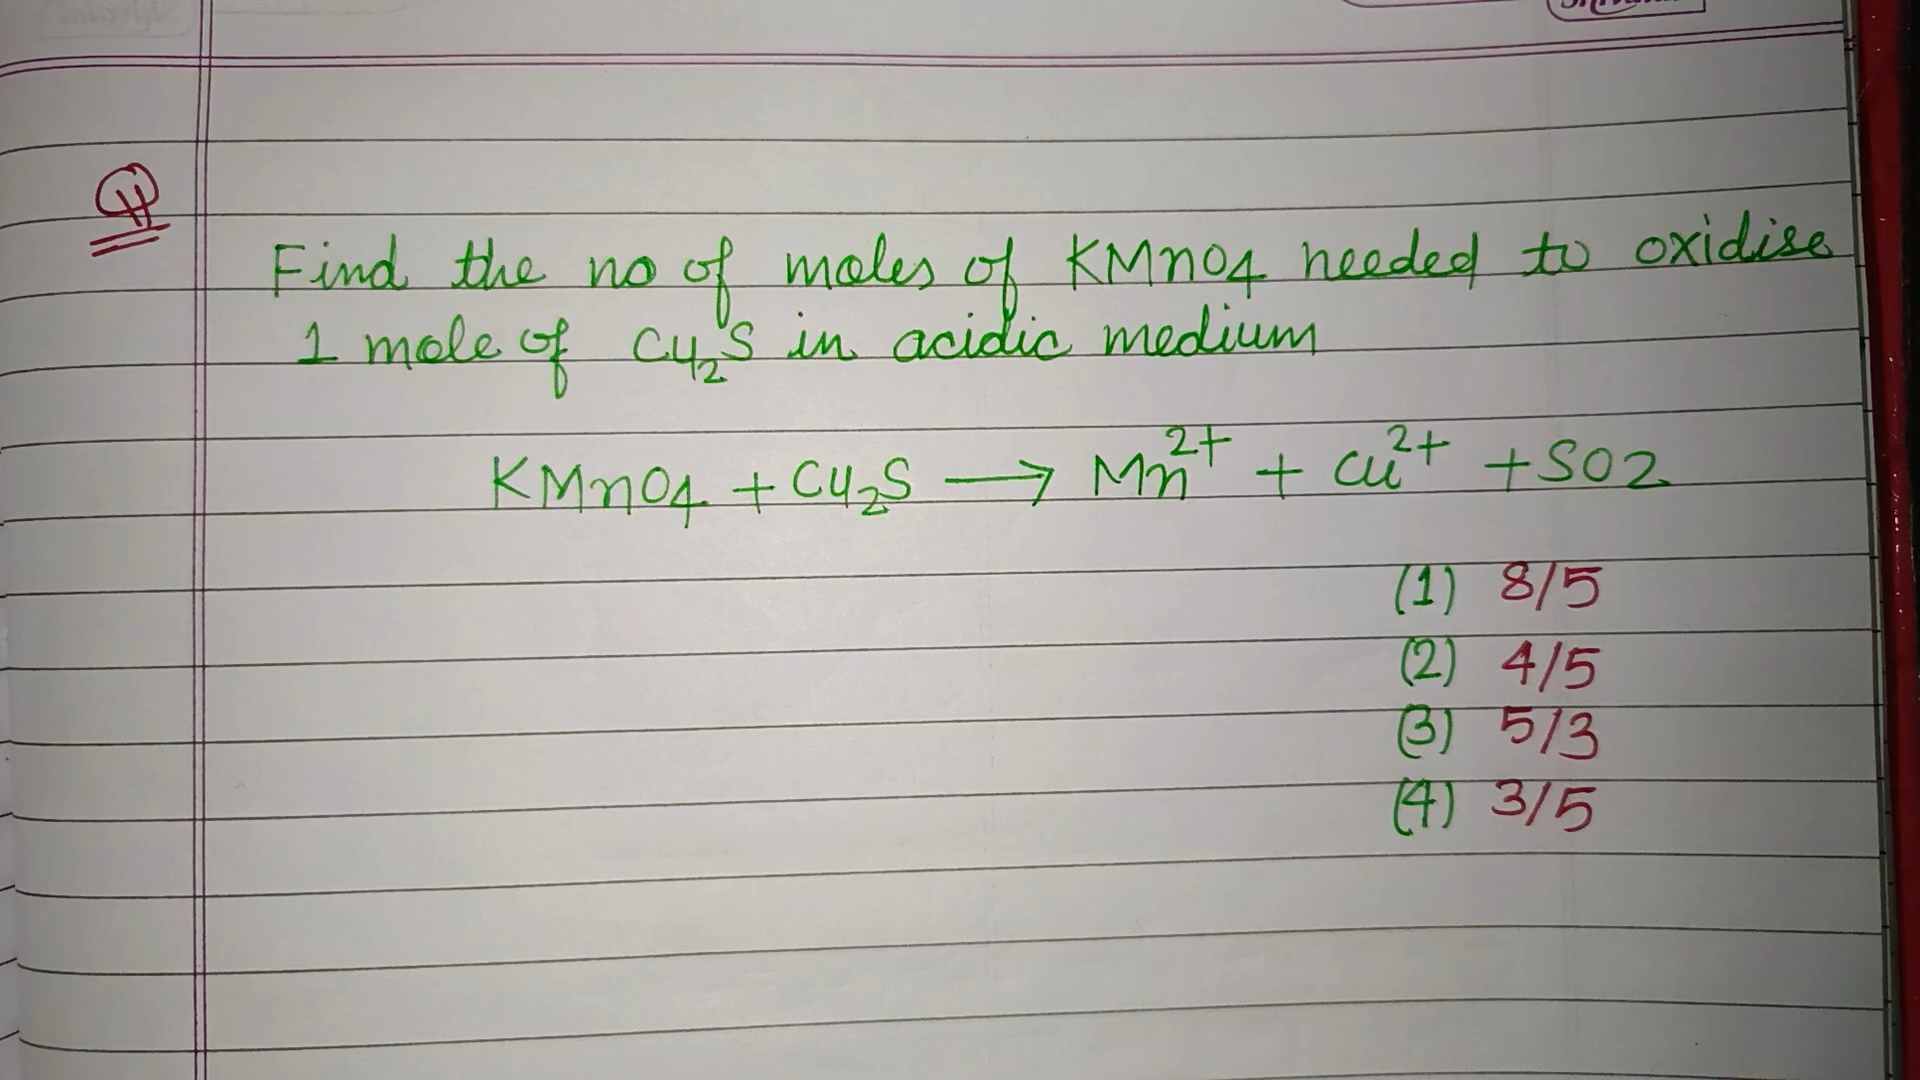 Q
Find the no of moles of KMnO4 needed to oxidise
1 mole of Cu₂S in acidic medium
KMnO4 + Cu₂S → Mn²⁺ + Cu²⁺ + SO2
(1) 8/5
(2) 4/5
(3) 5/3
(4) 3/5